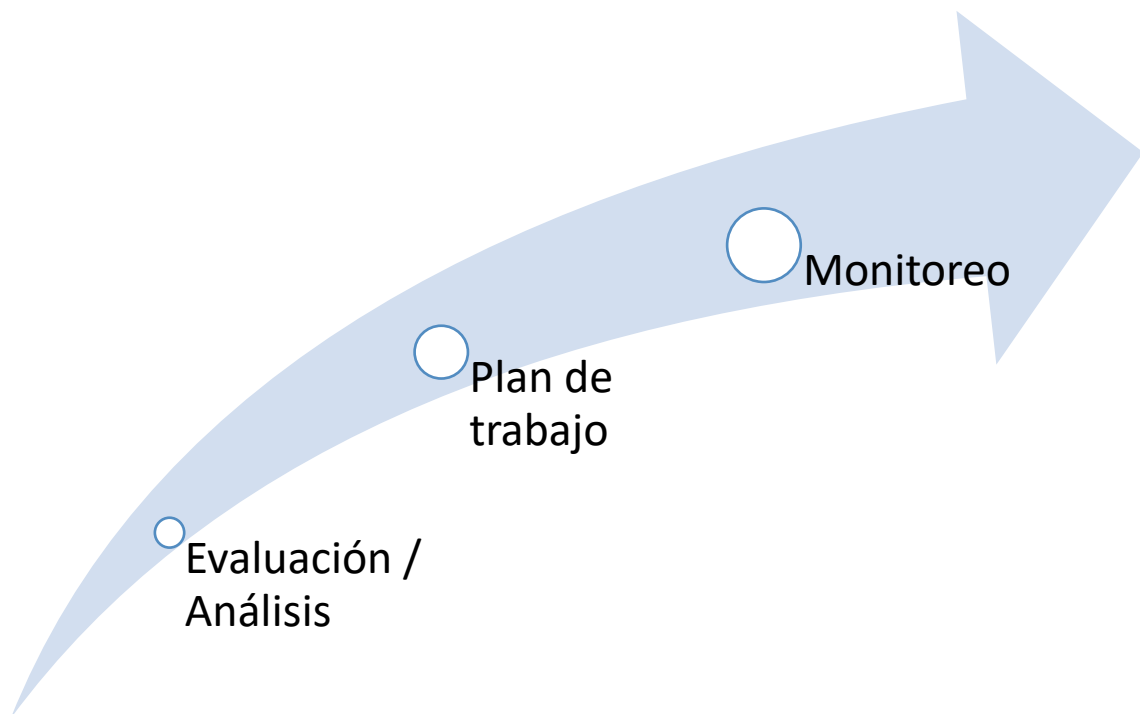 Monitoreo
Plan de
trabajo
Evaluación /
Análisis